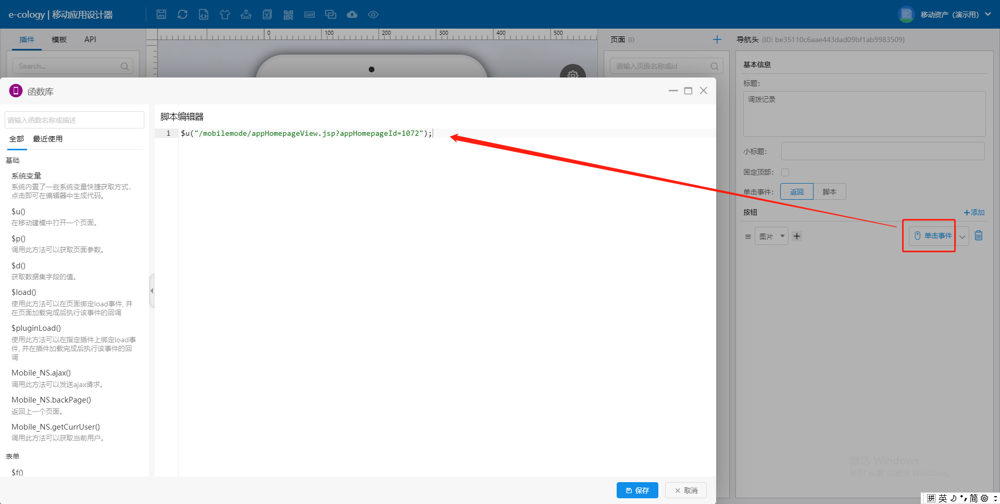 e-cology | 移动应用设计器
移动资产（演示用）
插件
模板
API
Search...
0
100
200
300
400
500
页面 ID
请输入页面名称或id
导航头 (ID: be35110c6aae443dad09bf1ab9983509)
基本信息
标题:
调拨记录
小标题:
固定顶部:
单击事件:
返回
脚本
按钮
添加
图片
单击事件
函数库
请输入函数名称或描述
全部
最近使用
基础
系统变量
系统内置了一些系统变量快捷获取方式,
点击即可在编辑器中生成代码。
$u()
在移动建模中打开一个页面。
$p()
调用此方法可以获取页面参数。
$d()
获取数据集字段的值。
$load()
使用此方法可以在页面绑定load事件, 并
在页面加载完成后执行该事件的回调
$pluginLoad()
使用此方法可以在指定插件上绑定load事
件, 并在插件加载完成后执行该事件的回
调
Mobile_NS.ajax()
调用此方法可以发送ajax请求。
Mobile_NS.backPage()
返回上一个页面。
Mobile_NS.getCurrUser()
调用此方法可以获取当前用户。
表单
$f()
脚本编辑器
1
$u("/mobilemode/appHomepageView.jsp?appHomepageId=1072");
保存
取消
激活 Windows
转到"设置"以激活 Windows。
拼 英 简